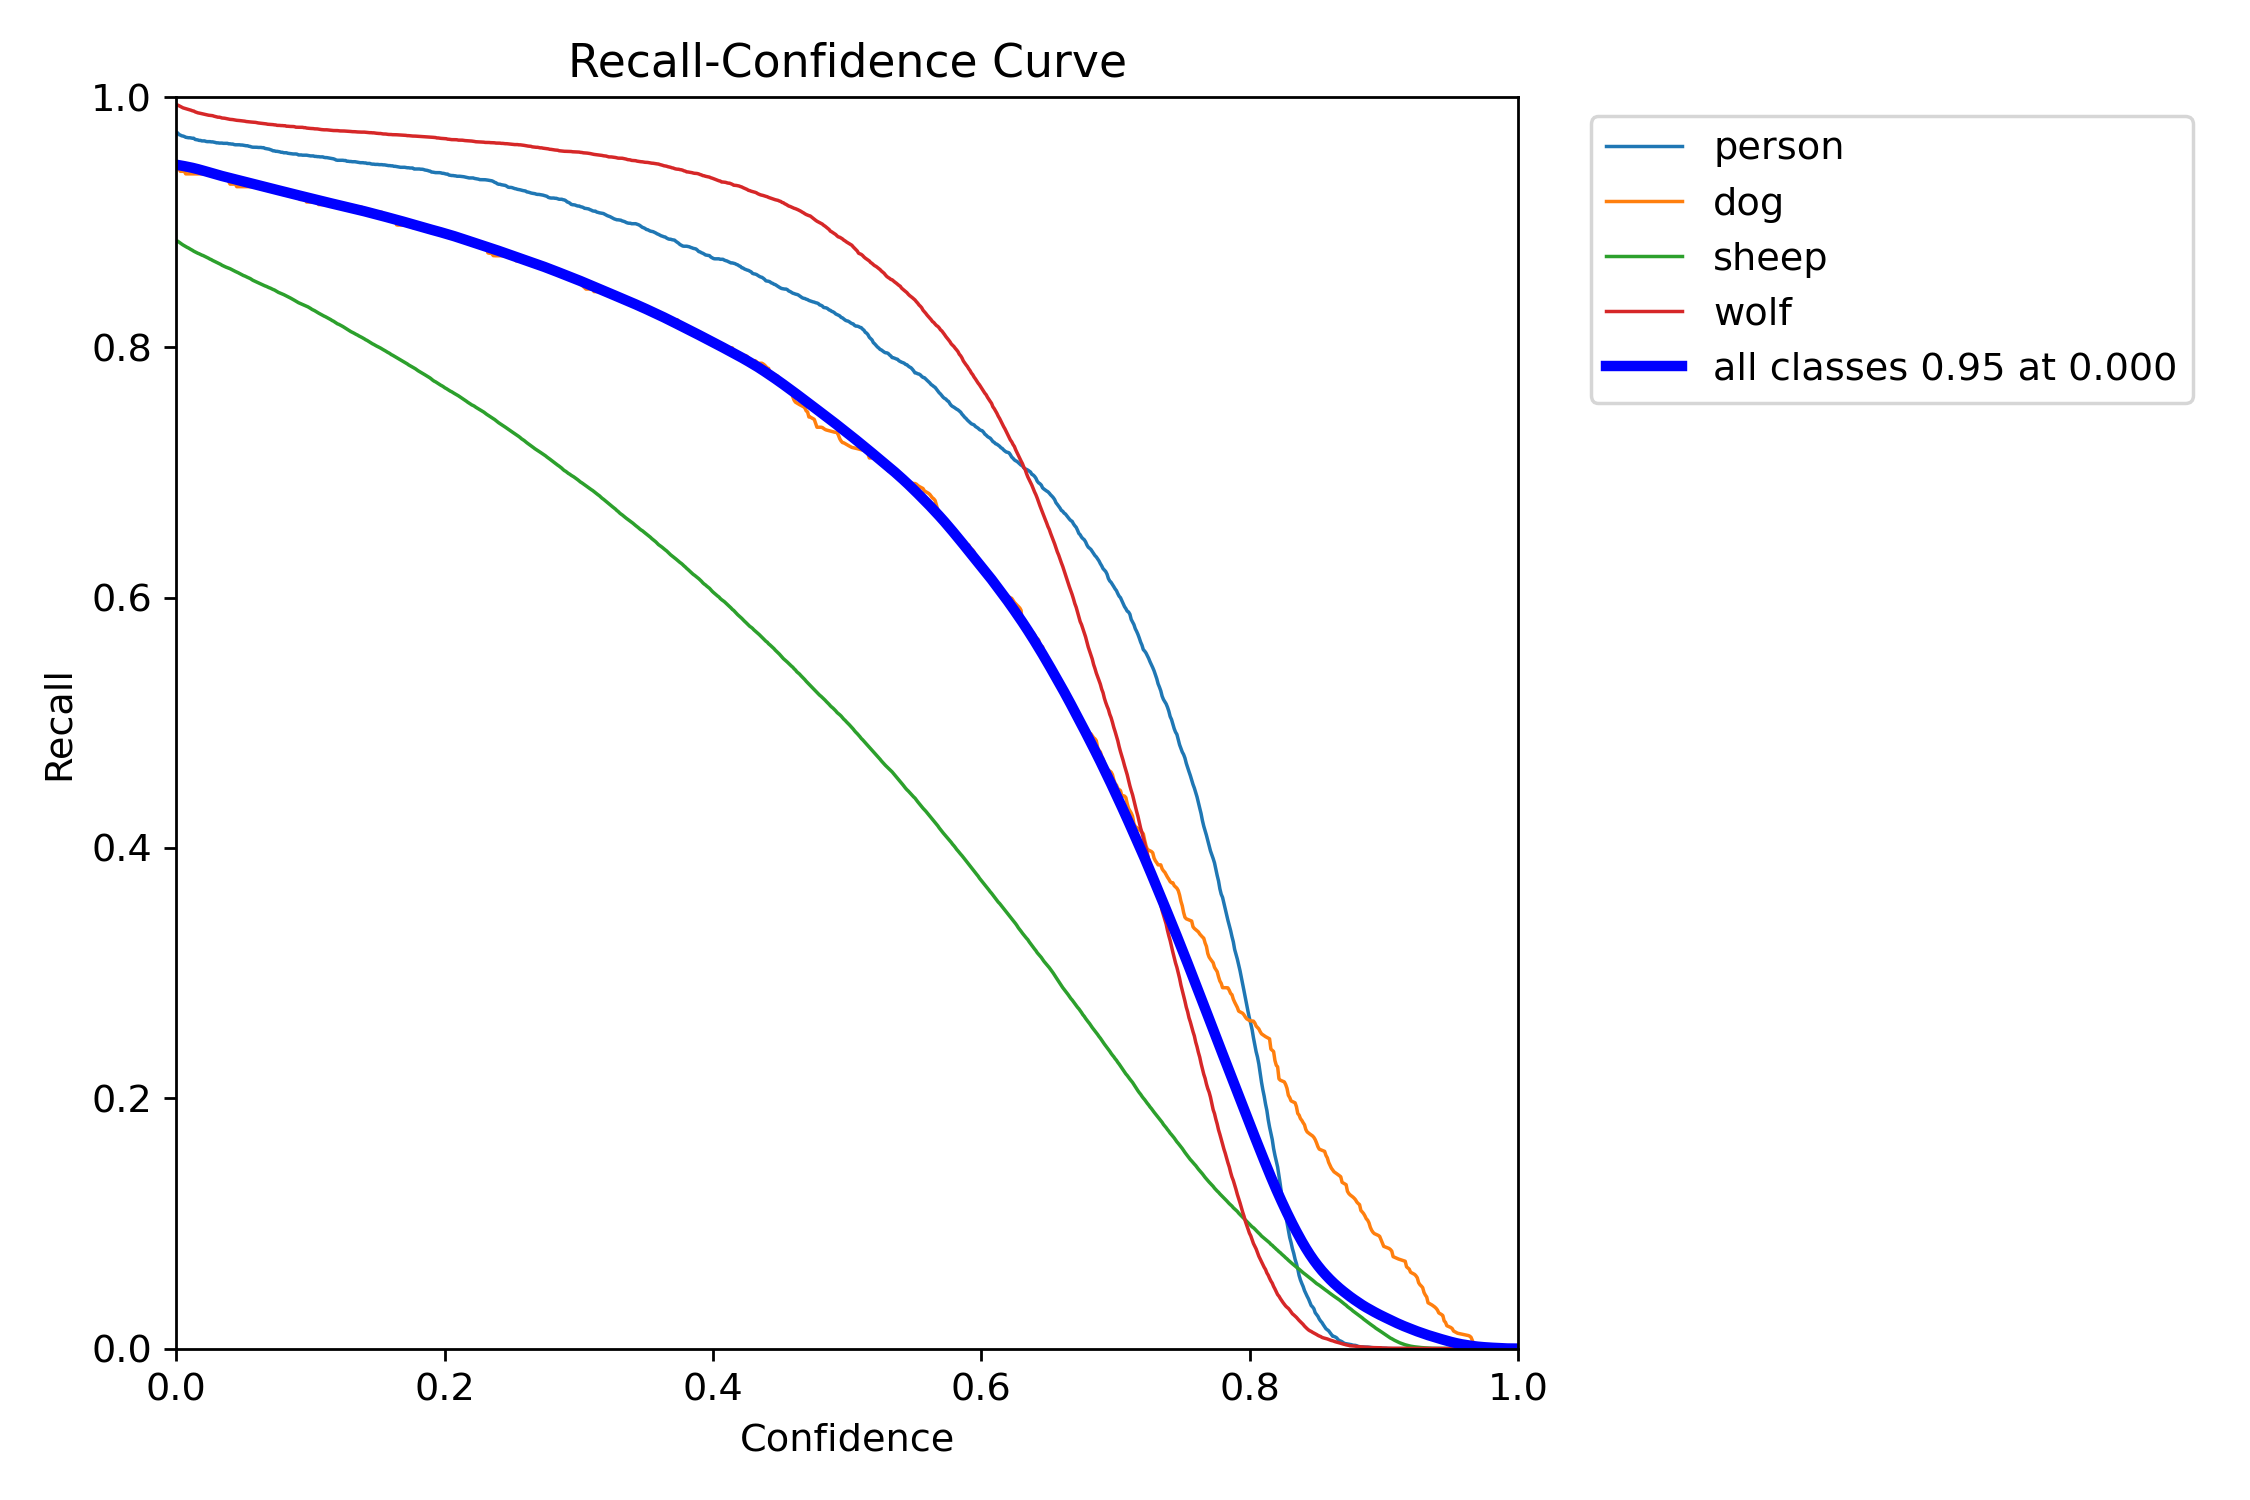 Recall-Confidence Curve
1.0
0.8
0.6
0.4
0.2
0.0
Recall
0.0 0.2 0.4 0.6 0.8 1.0
Confidence
person
dog
sheep
wolf
all classes 0.95 at 0.000